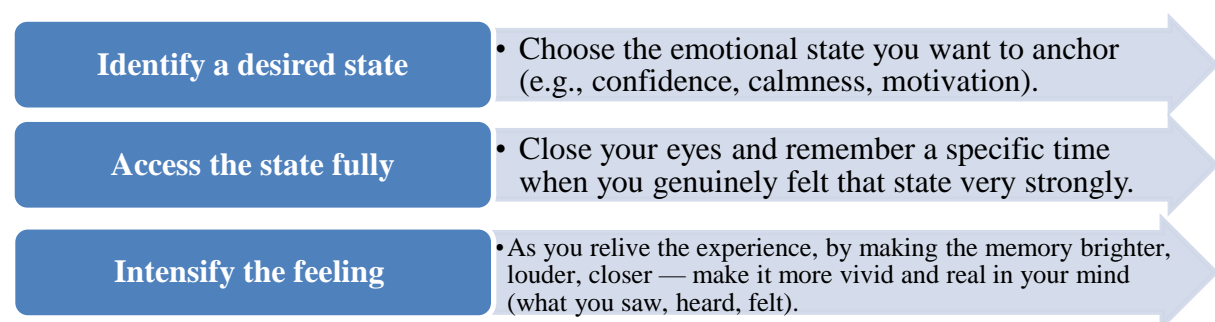 Identify a desired state
• Choose the emotional state you want to anchor
(e.g., confidence, calmness, motivation).
Access the state fully
• Close your eyes and remember a specific time
when you genuinely felt that state very strongly.
Intensify the feeling
• As you relive the experience, by making the memory brighter,
louder, closer — make it more vivid and real in your mind
(what you saw, heard, felt).